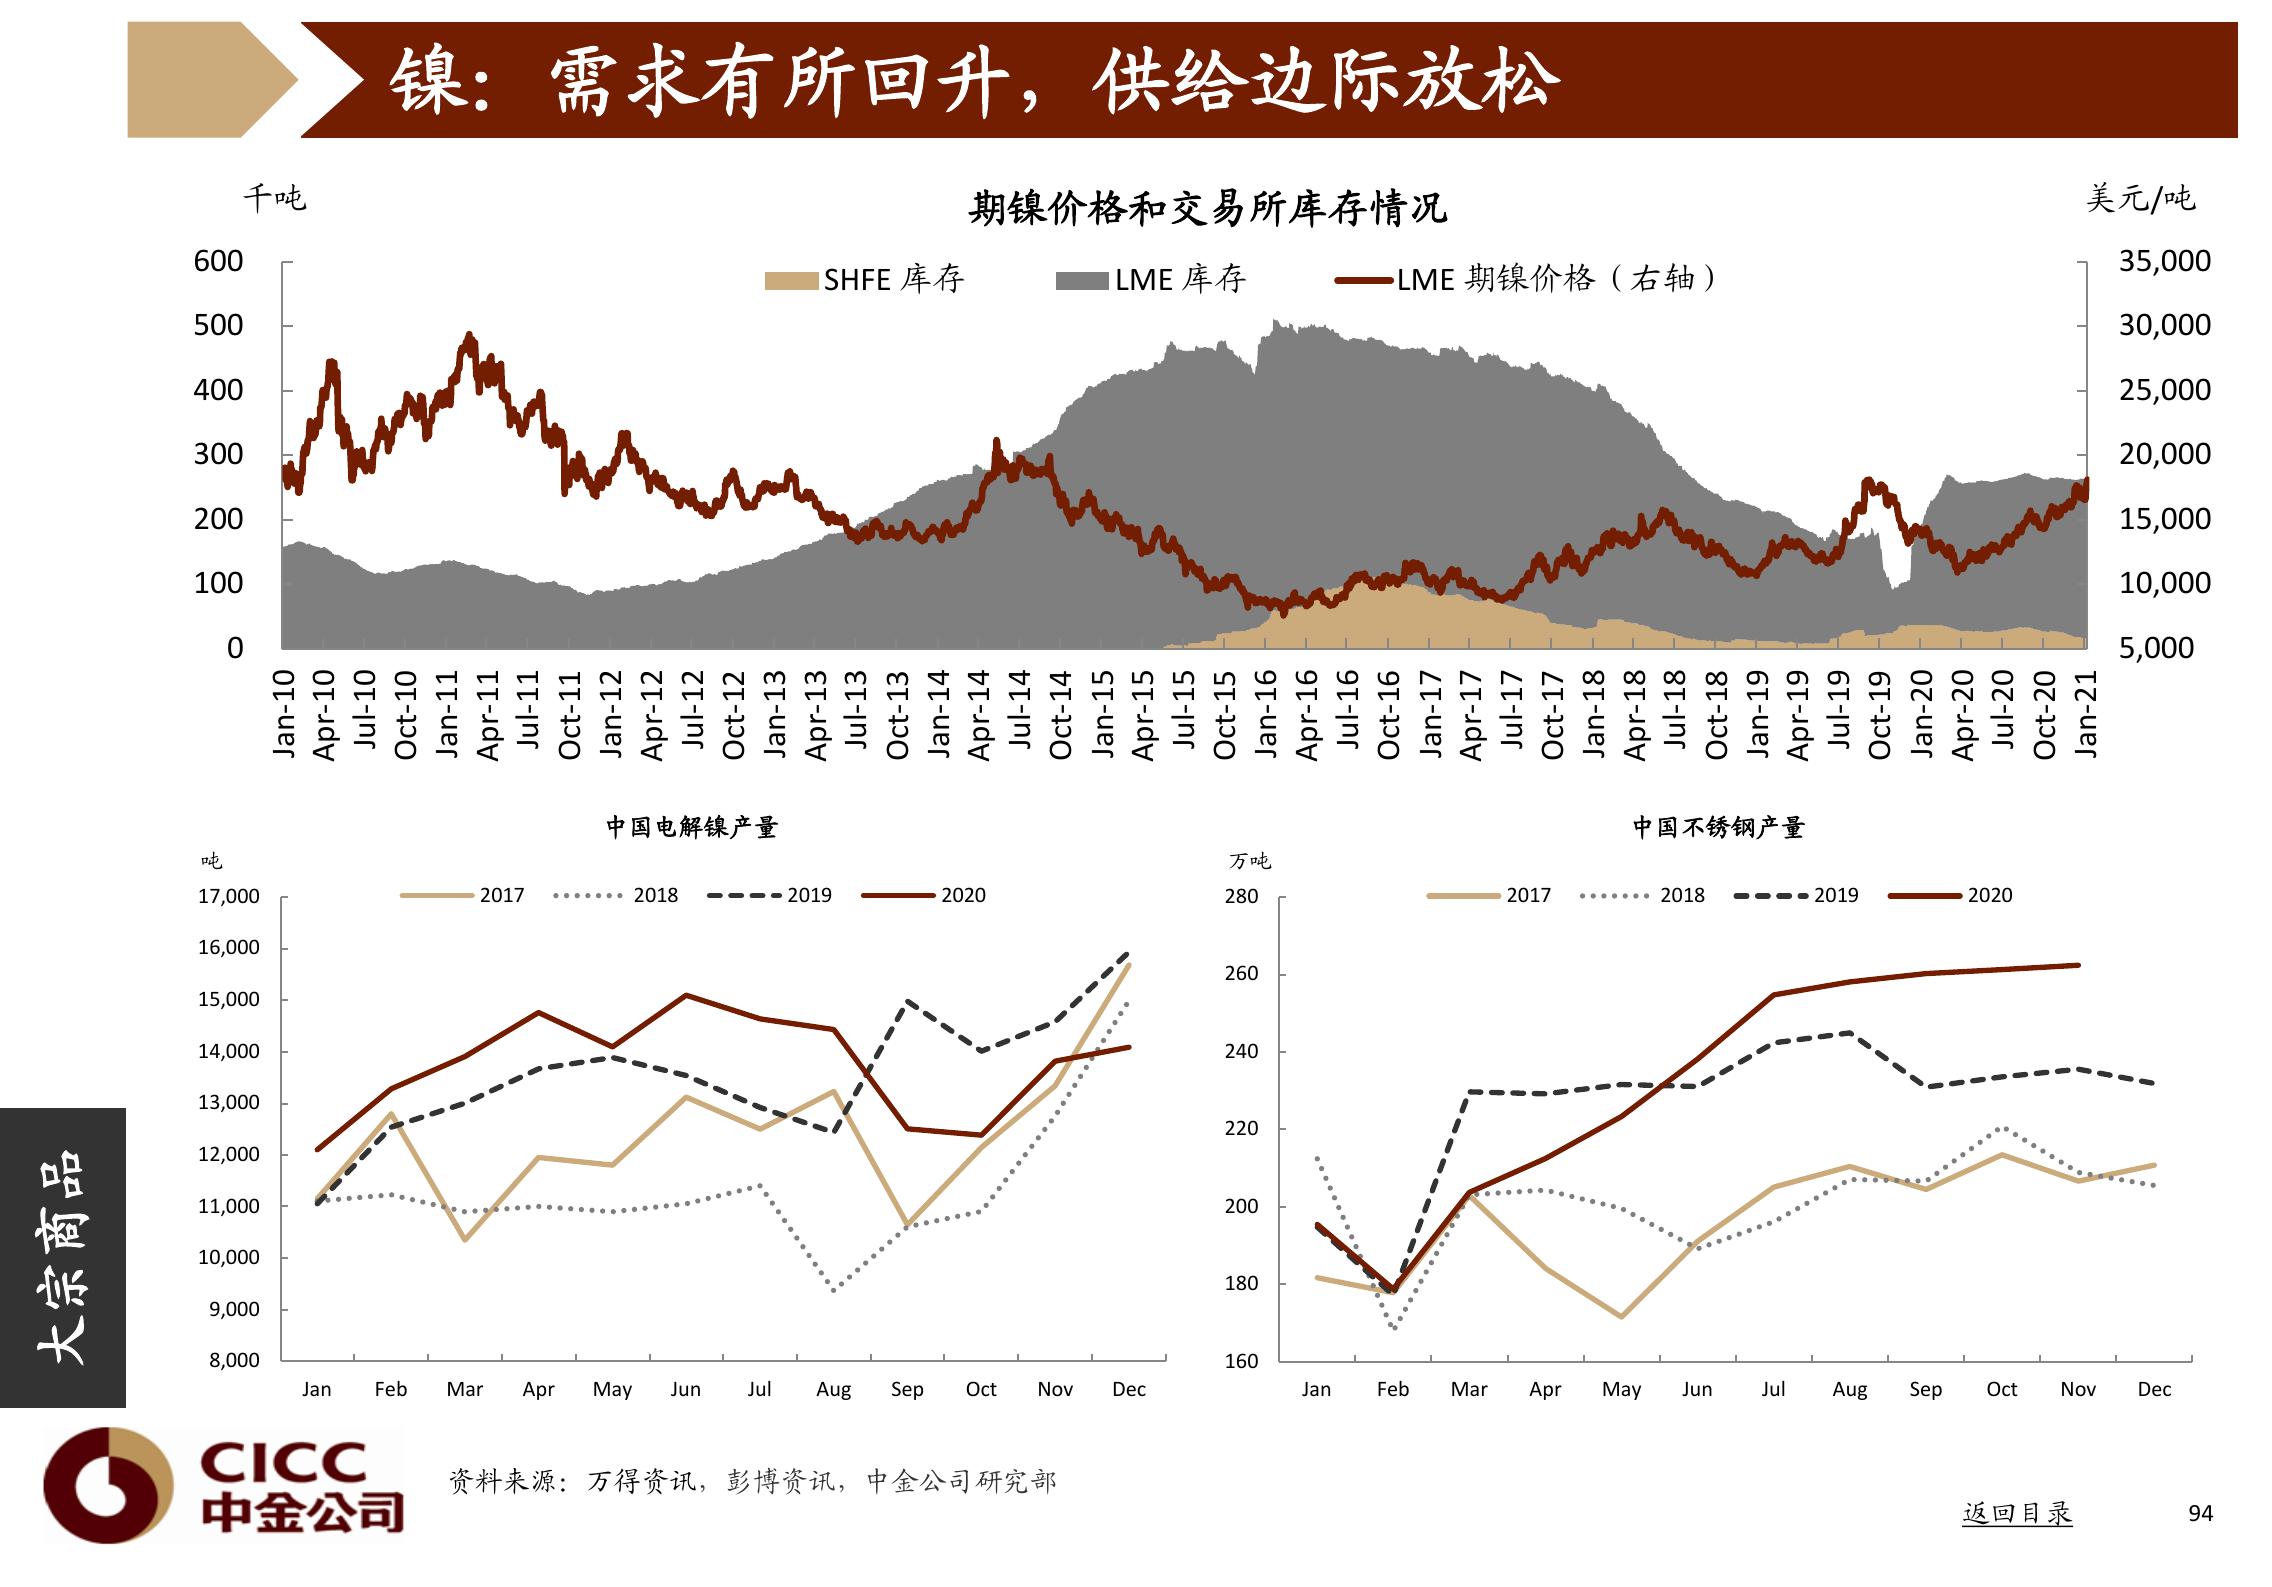 镍：需求有所回升，供给边际放松
千吨
期镍价格和交易所库存情况
美元/吨
SHFE 库存
LME 库存
LME 期镍价格（右轴）
600
500
400
300
200
100
0
35,000
30,000
25,000
20,000
15,000
10,000
5,000
Jan-10
Apr-10
Jul-10
Oct-10
Jan-11
Apr-11
Jul-11
Oct-11
Jan-12
Apr-12
Jul-12
Oct-12
Jan-13
Apr-13
Jul-13
Oct-13
Jan-14
Apr-14
Jul-14
Oct-14
Jan-15
Apr-15
Jul-15
Oct-15
Jan-16
Apr-16
Jul-16
Oct-16
Jan-17
Apr-17
Jul-17
Oct-17
Jan-18
Apr-18
Jul-18
Oct-18
Jan-19
Apr-19
Jul-19
Oct-19
Jan-20
Apr-20
Jul-20
Oct-20
Jan-21
中国电解镍产量
吨
2017 2018 2019 2020
17,000
16,000
15,000
14,000
13,000
12,000
11,000
10,000
9,000
8,000
Jan Feb Mar Apr May Jun Jul Aug Sep Oct Nov Dec
中国不锈钢产量
万吨
2017 2018 2019 2020
280
260
240
220
200
180
160
Jan Feb Mar Apr May Jun Jul Aug Sep Oct Nov Dec
大宗商品
CICC
中金公司
资料来源：万得资讯，彭博资讯，中金公司研究部
返回目录
94